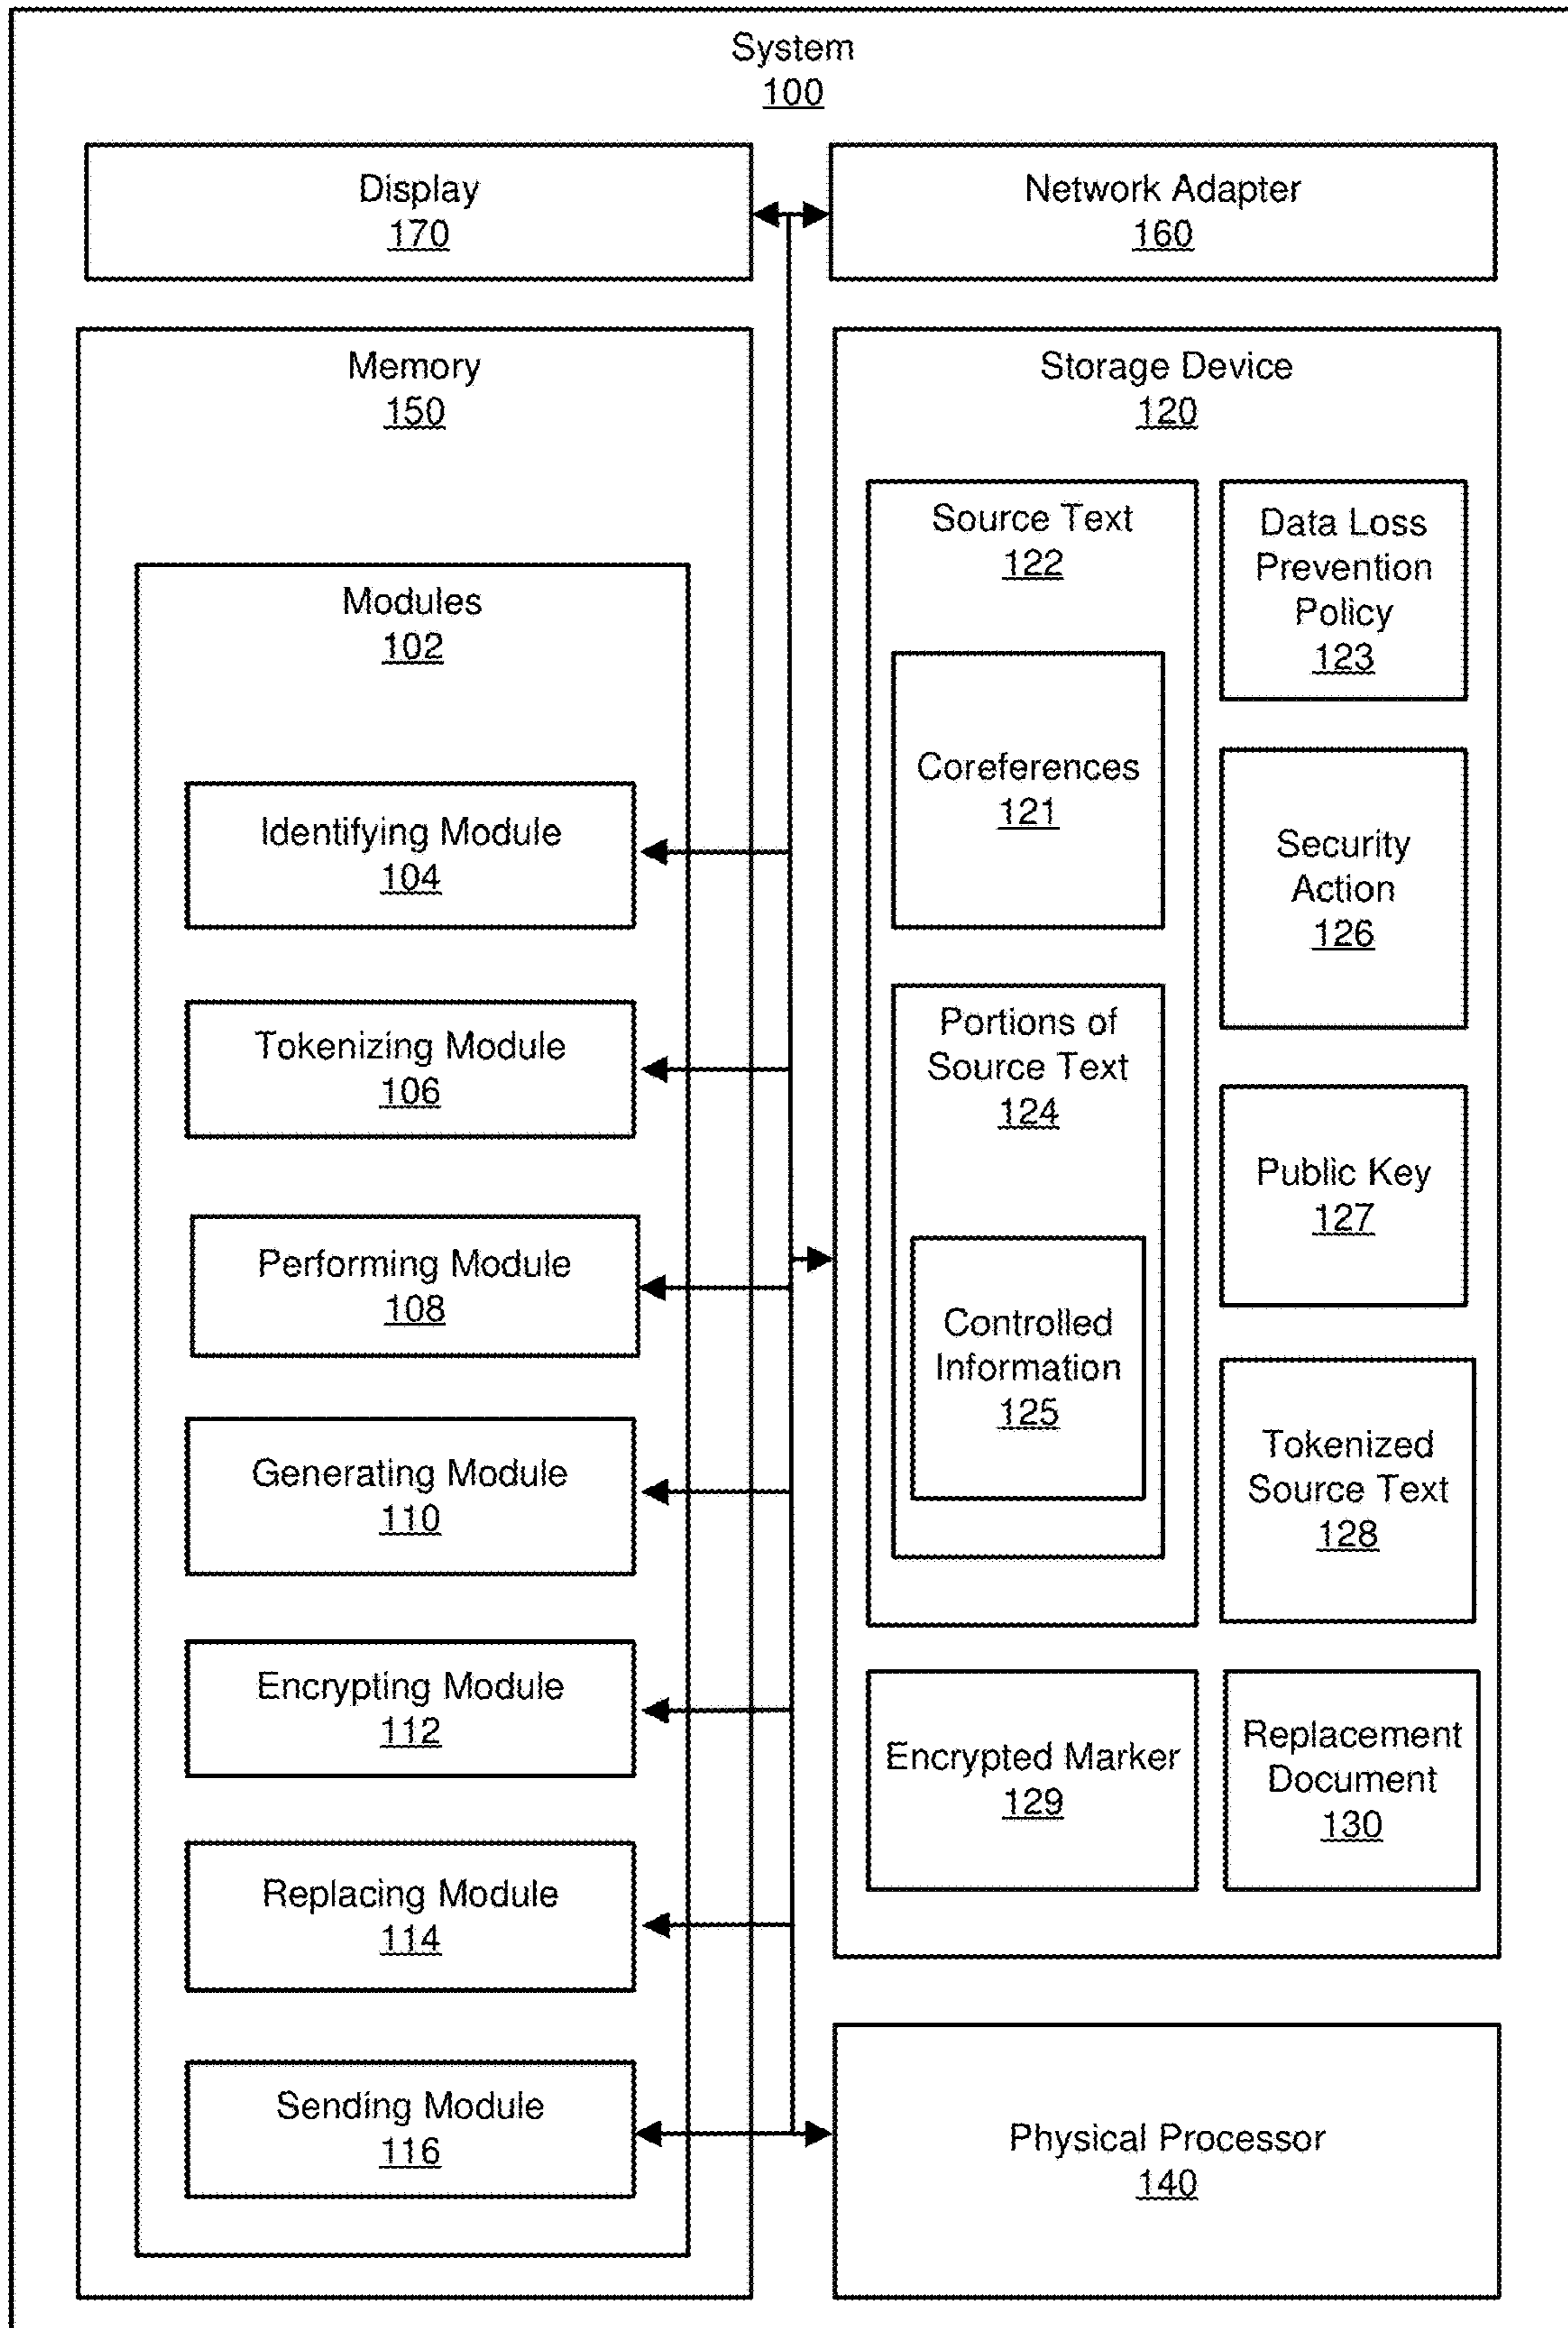 System
100
Display
170
Network Adapter
160
Memory
150
Modules
102
Identifying Module
104
Tokenizing Module
106
Performing Module
108
Generating Module
110
Encrypting Module
112
Replacing Module
114
Sending Module
116
Storage Device
120
Source Text
122
Coreferences
121
Portions of
Source Text
124
Controlled
Information
125
Data Loss
Prevention
Policy
123
Security
Action
126
Public Key
127
Tokenized
Source Text
128
Encrypted Marker
129
Replacement
Document
130
Physical Processor
140